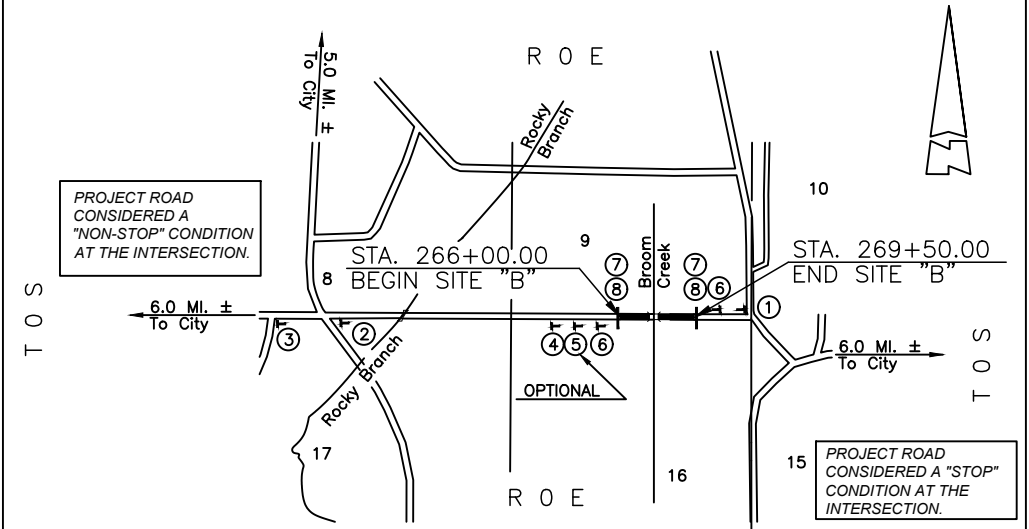 R O E
5.0 MI. ±
To City
Rocky
Branch
10
PROJECT ROAD
CONSIDERED A
"NON-STOP" CONDITION
AT THE INTERSECTION.
9
Broom
Creek
STA. 266+00.00
BEGIN SITE "B"
7
8
7
8 6
STA. 269+50.00
END SITE "B"
8
T O S
6.0 MI. ±
To City
1
3
2
4 5 6
6.0 MI. ±
To City
T O S
OPTIONAL
Rocky Branch
17
R O E
16
15
PROJECT ROAD
CONSIDERED A "STOP"
CONDITION AT THE
INTERSECTION.